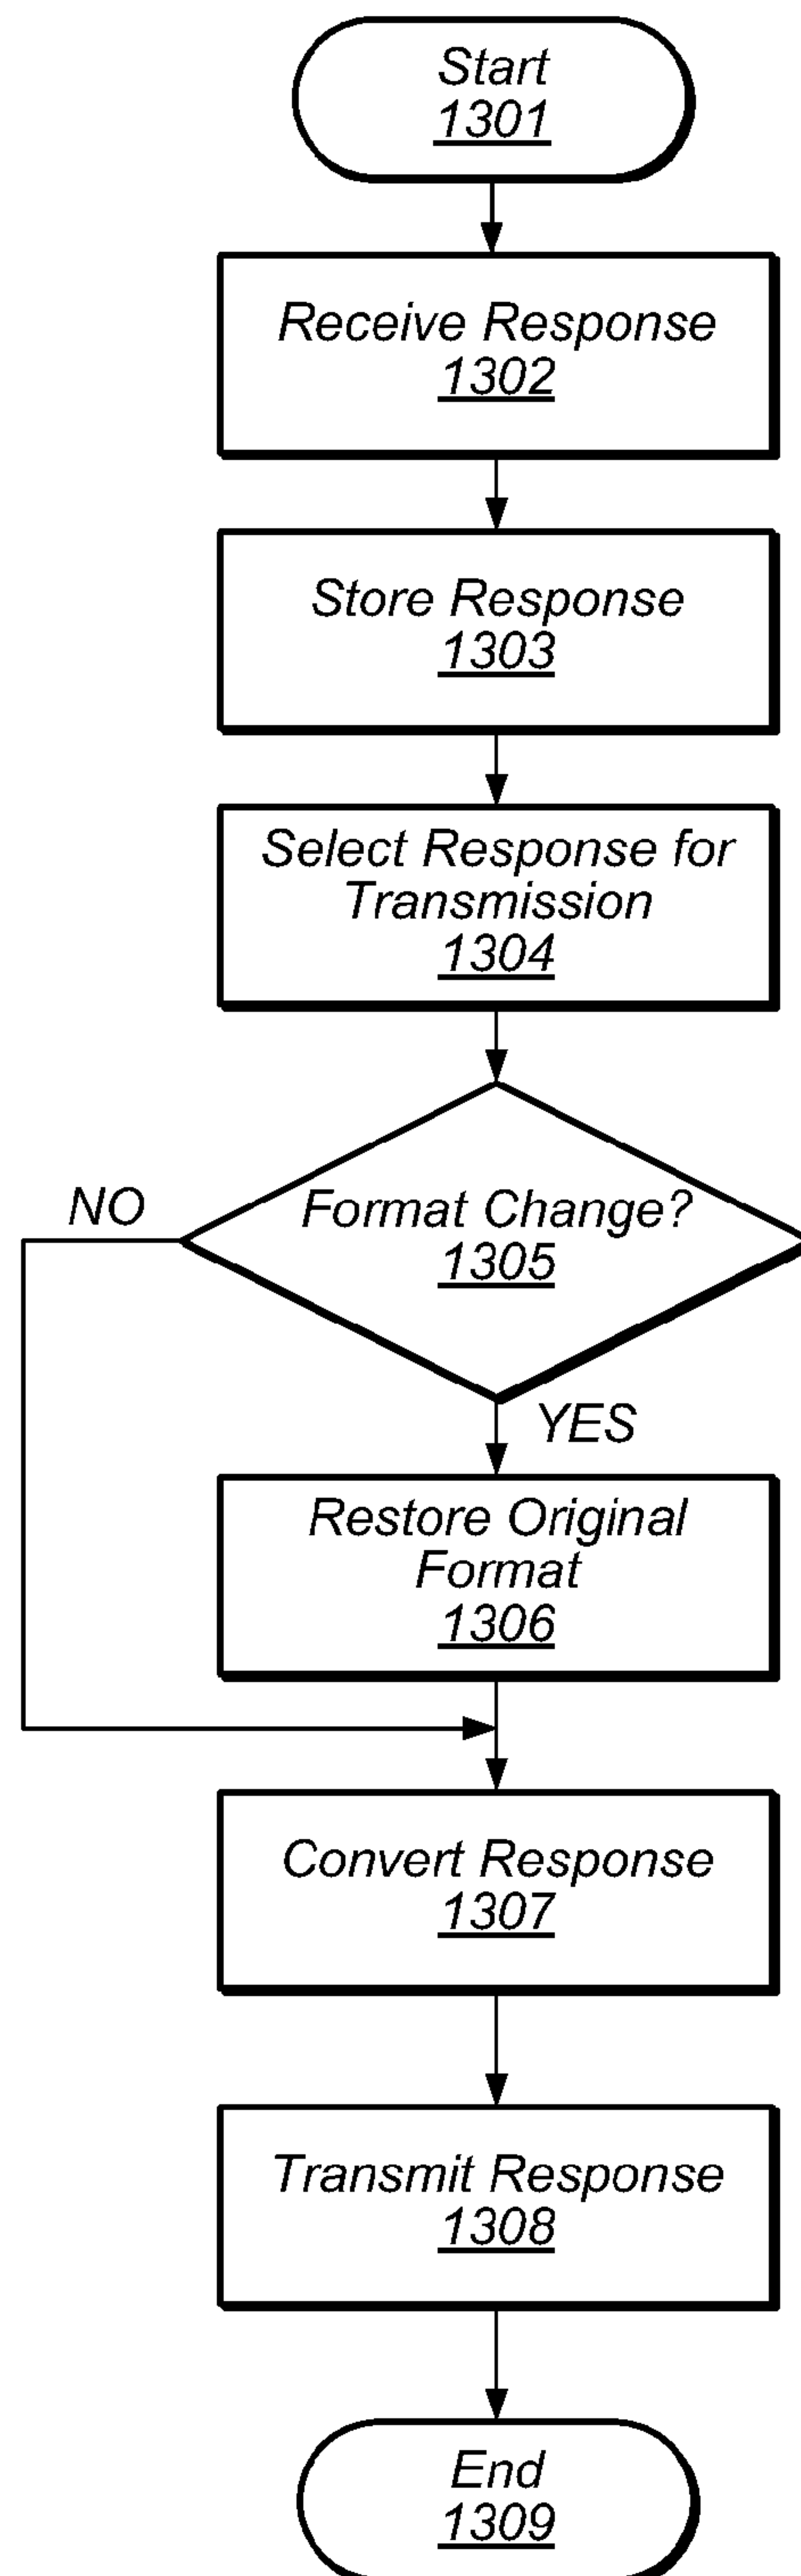 Start
1301
Receive Response
1302
Store Response
1303
Select Response for
Transmission
1304
Format Change?
1305
NO
YES
Restore Original
Format
1306
Convert Response
1307
Transmit Response
1308
End
1309